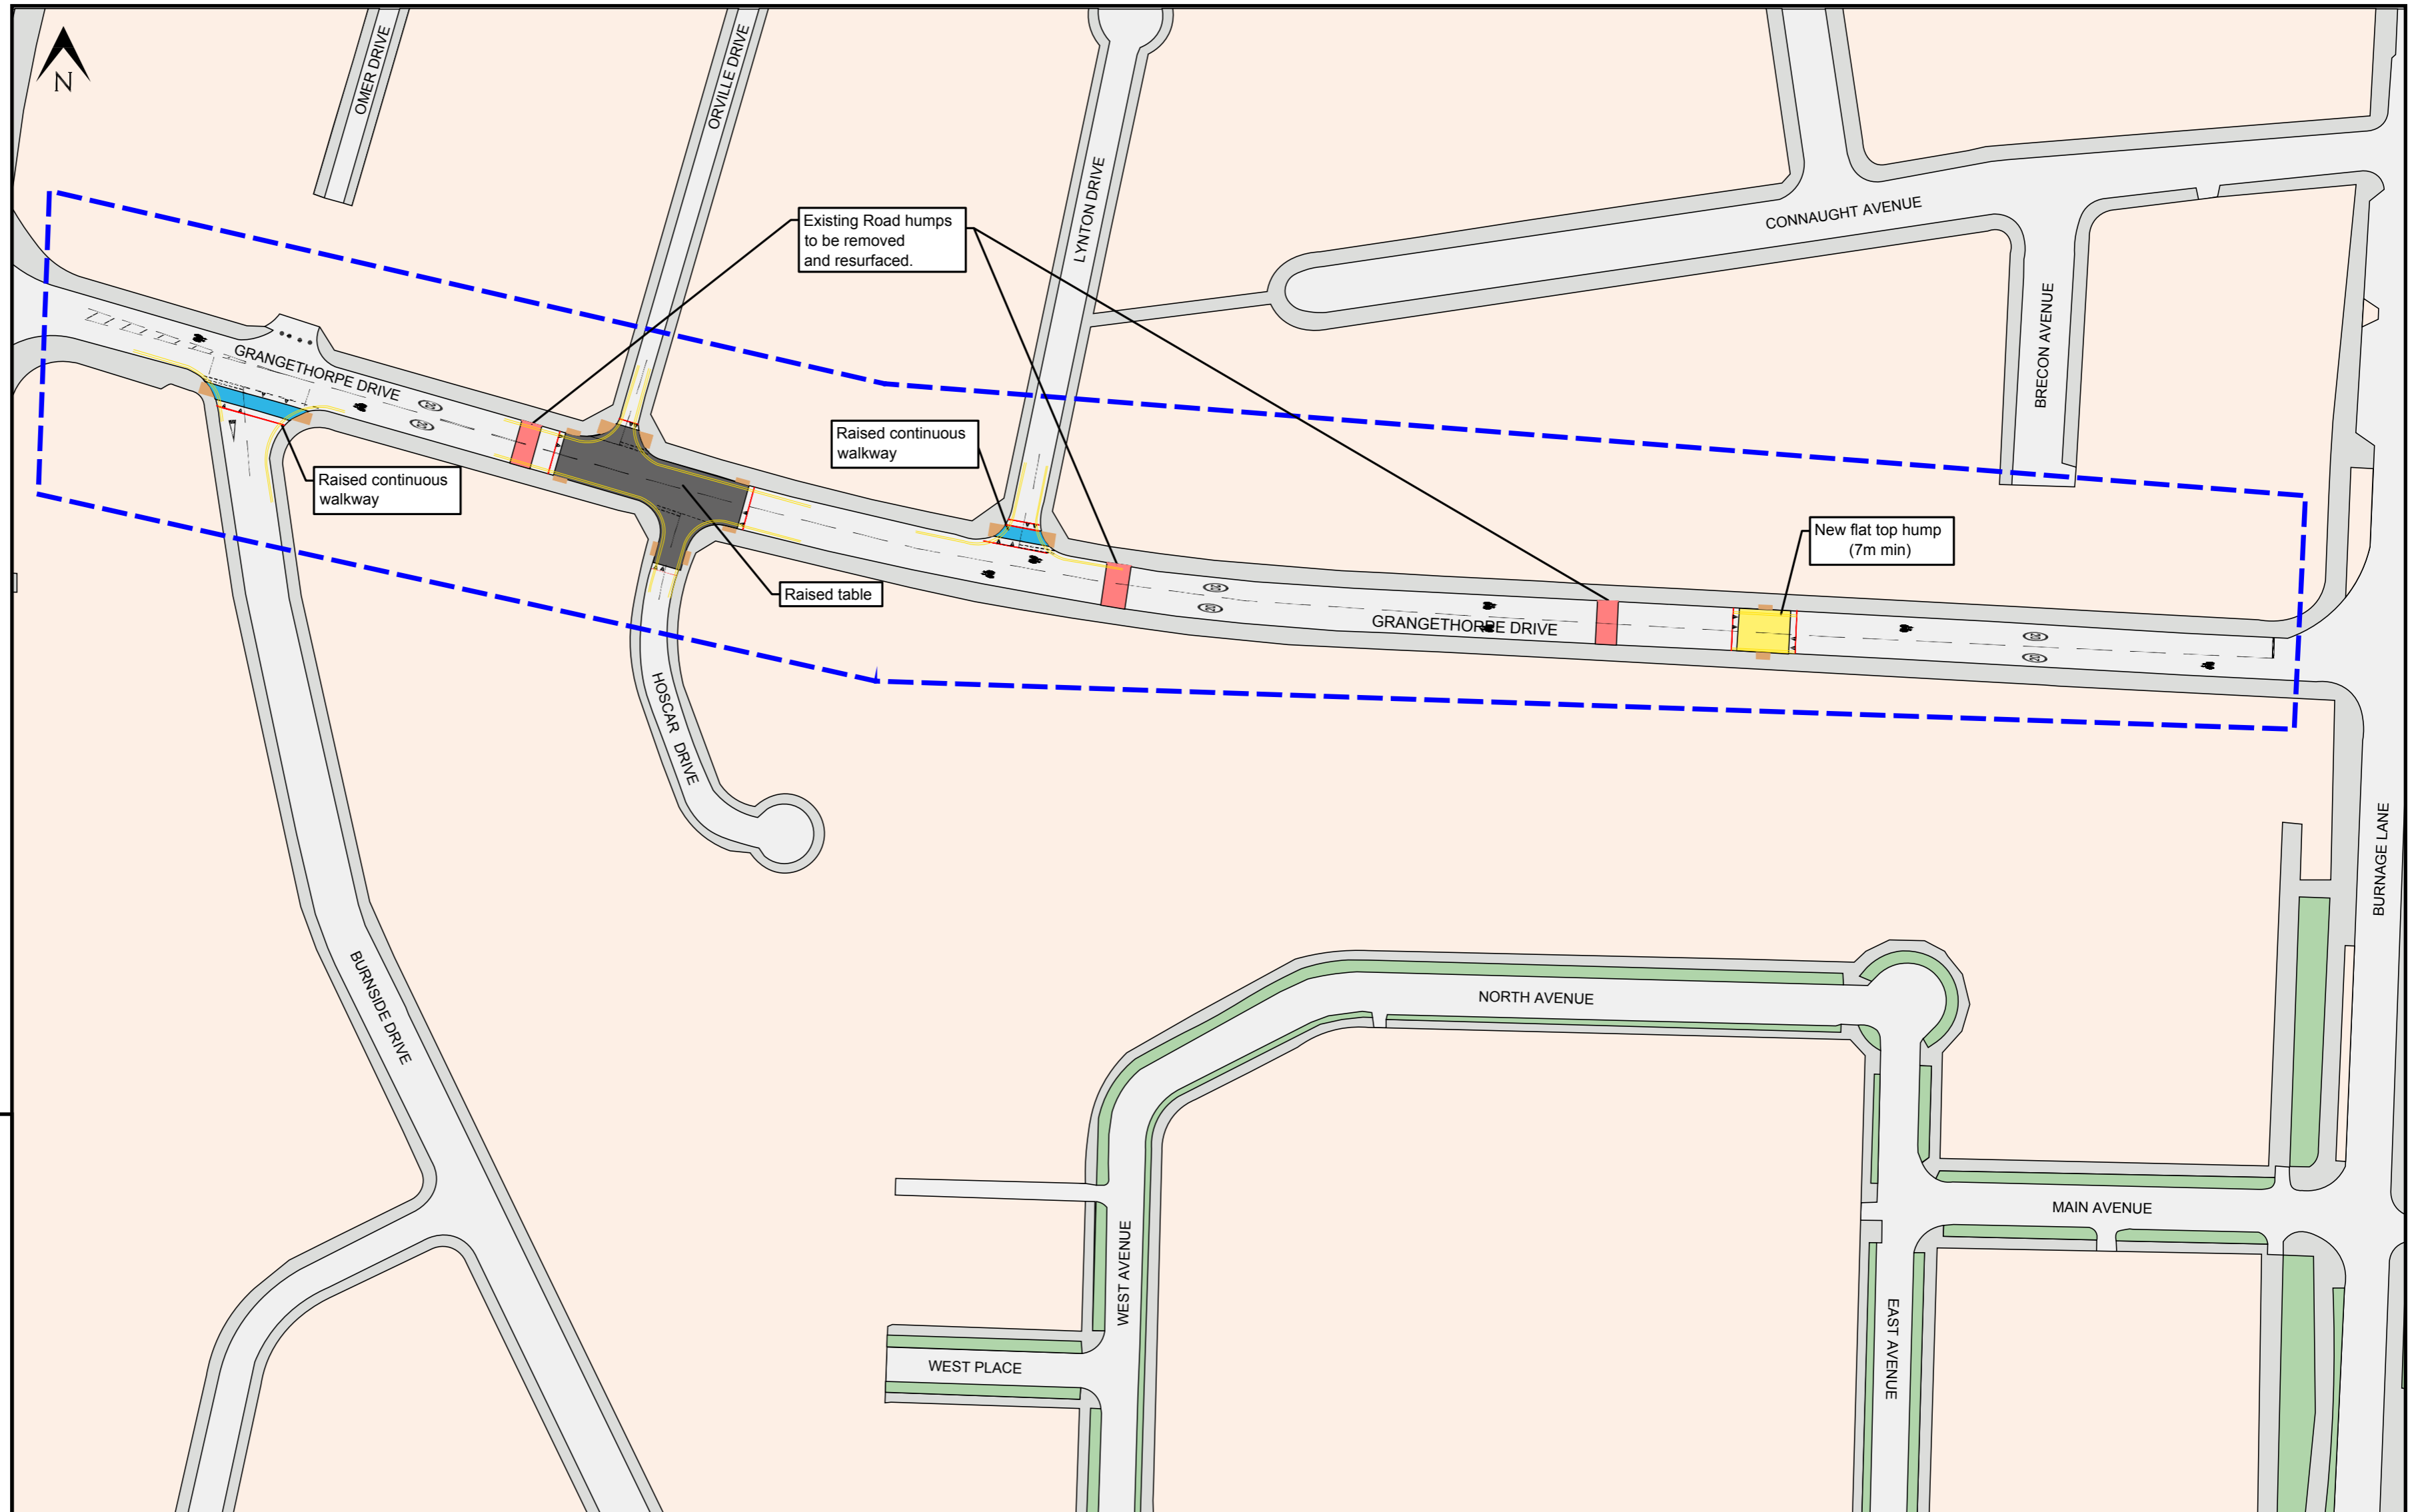 N
OMER DRIVE
ORVILLE DRIVE
LYNTON DRIVE
Existing Road humps
to be removed
and resurfaced.
CONNAUGHT AVENUE
BRECON AVENUE
GRANGETHORPE DRIVE
Raised continuous
walkway
Raised continuous
walkway
New flat top hump
(7m min)
Raised table
GRANGETHORPE DRIVE
HOSCAR DRIVE
BURNAGE LANE
BURNSIDE DRIVE
NORTH AVENUE
MAIN AVENUE
WEST AVENUE
EAST AVENUE
WEST PLACE